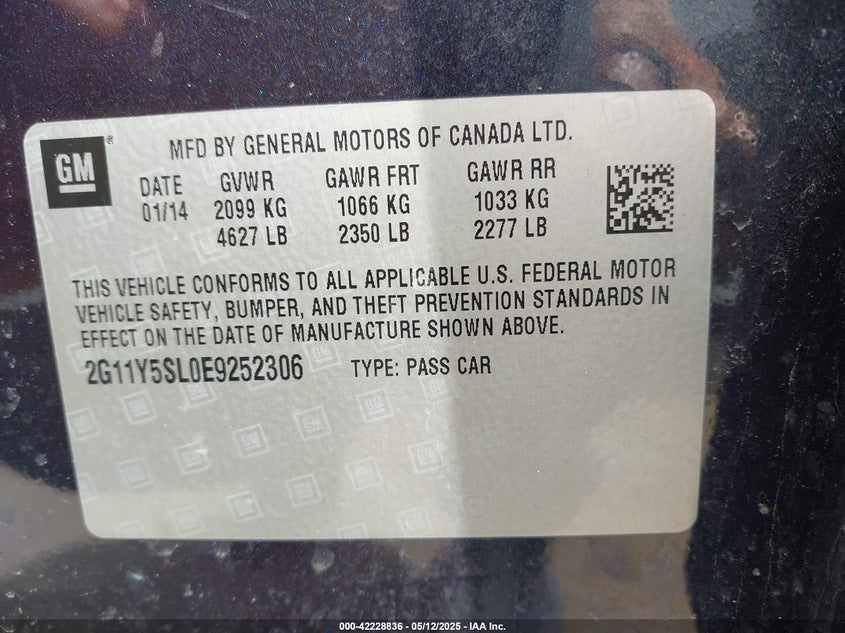 GM®
MFD BY GENERAL MOTORS OF CANADA LTD.
DATE GVWR GAWR FRT GAWR RR
01/14 2099 KG 1066 KG 1033 KG
4627 LB 2350 LB 2277 LB
THIS VEHICLE CONFORMS TO ALL APPLICABLE U.S. FEDERAL MOTOR
VEHICLE SAFETY, BUMPER, AND THEFT PREVENTION STANDARDS IN
EFFECT ON THE DATE OF MANUFACTURE SHOWN ABOVE.
2G11Y5SL0E9252306 TYPE: PASS CAR
000-42228836 - 05/12/2025 - IAA Inc.